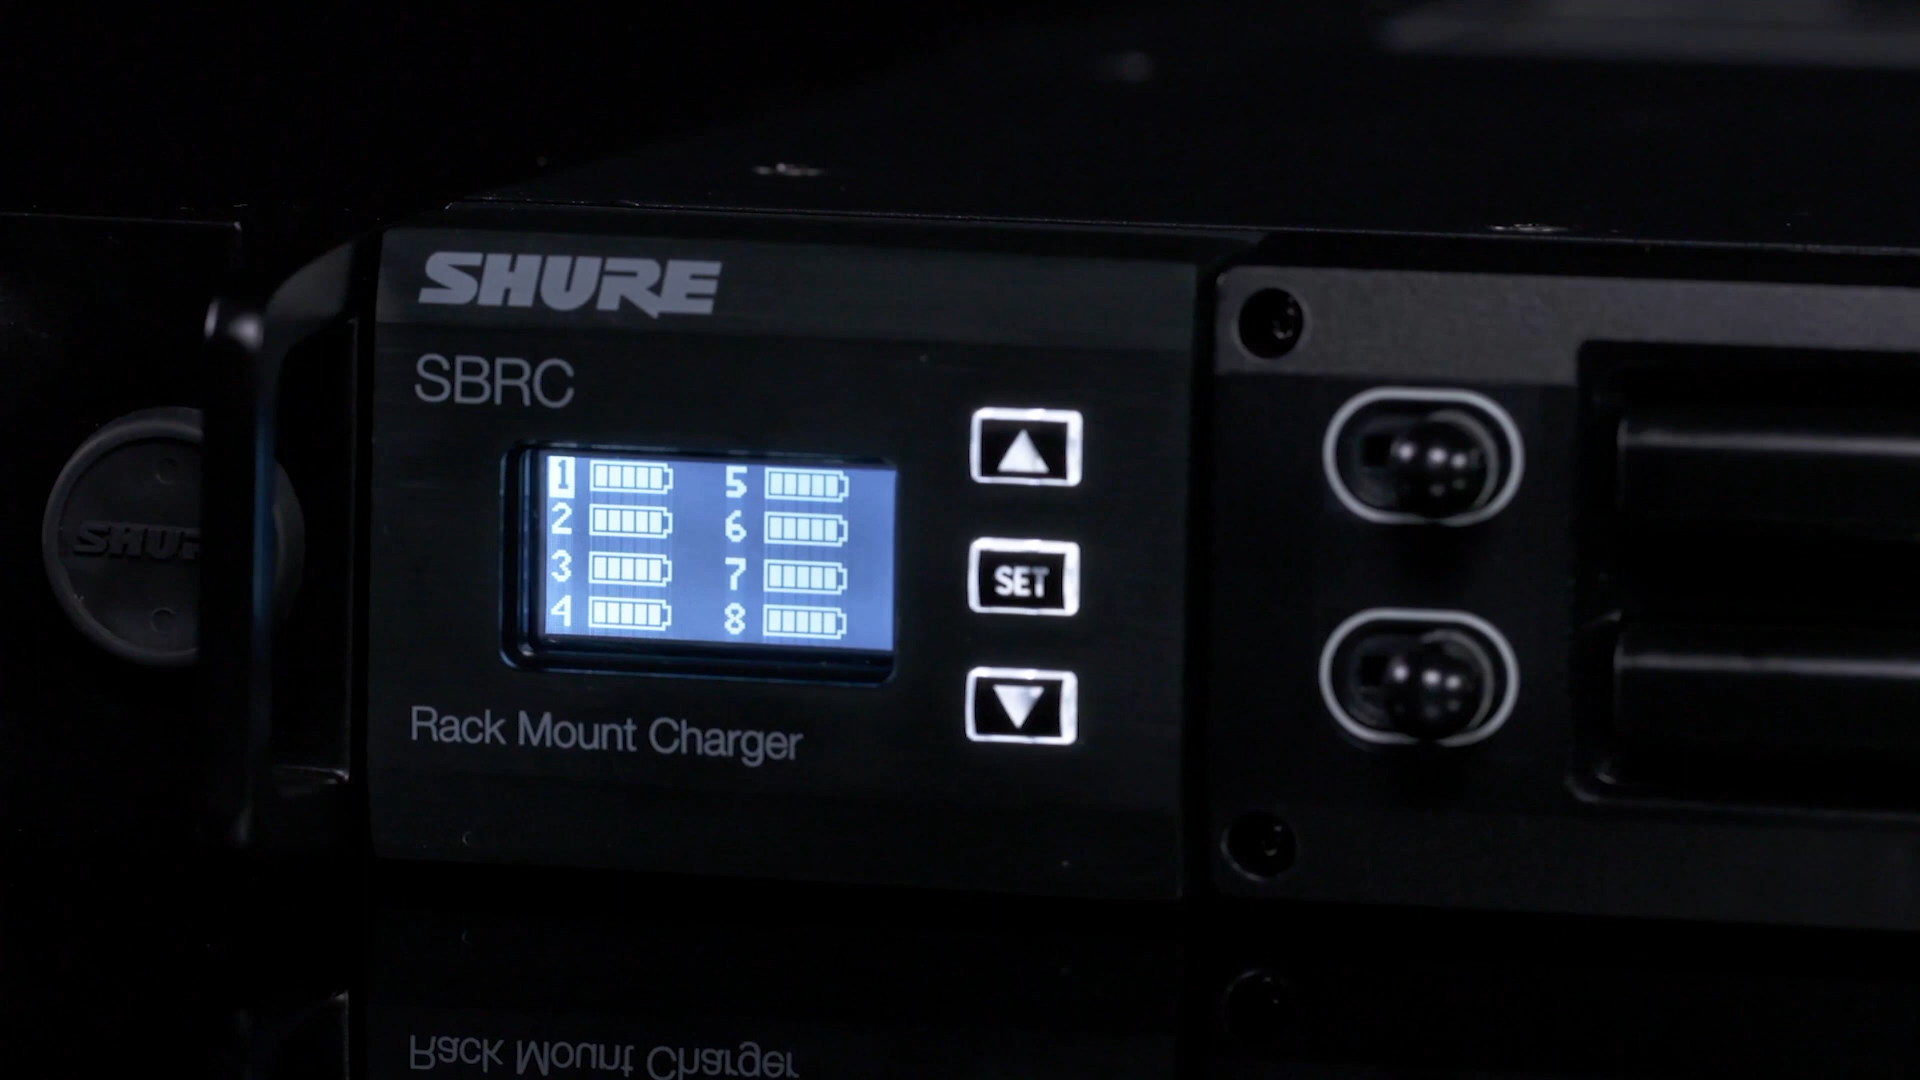 SHURE
SBRC
1 5
2 6
3 7
4 8
SET
Rack Mount Charger
SHURE
Rack Mount Charger